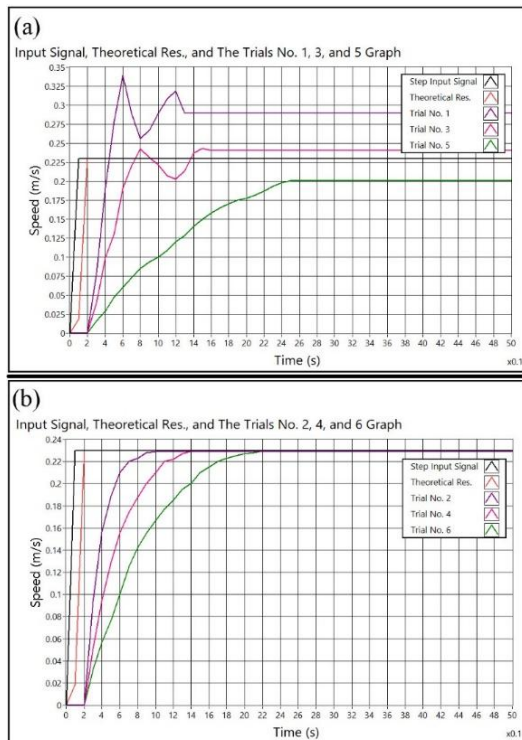 (a)
Input Signal, Theoretical Res., and The Trials No. 1, 3, and 5 Graph
0.35
0.325
0.3
0.275
0.25
0.225
0.2
0.175
0.15
0.125
0.1
0.075
0.05
0.025
0
Speed (m/s)
Step Input Signal
Theoretical Res.
Trial No. 1
Trial No. 3
Trial No. 5
0 2 4 6 8 10 12 14 16 18 20 22 24 26 28 30 32 34 36 38 40 42 44 46 48 50
Time (s)
x0.1
(b)
Input Signal, Theoretical Res., and The Trials No. 2, 4, and 6 Graph
0.24
0.22
0.2
0.18
0.16
0.14
0.12
0.1
0.08
0.06
0.04
0.02
0
Speed (m/s)
Step Input Signal
Theoretical Res.
Trial No. 2
Trial No. 4
Trial No. 6
0 2 4 6 8 10 12 14 16 18 20 22 24 26 28 30 32 34 36 38 40 42 44 46 48 50
Time (s)
x0.1